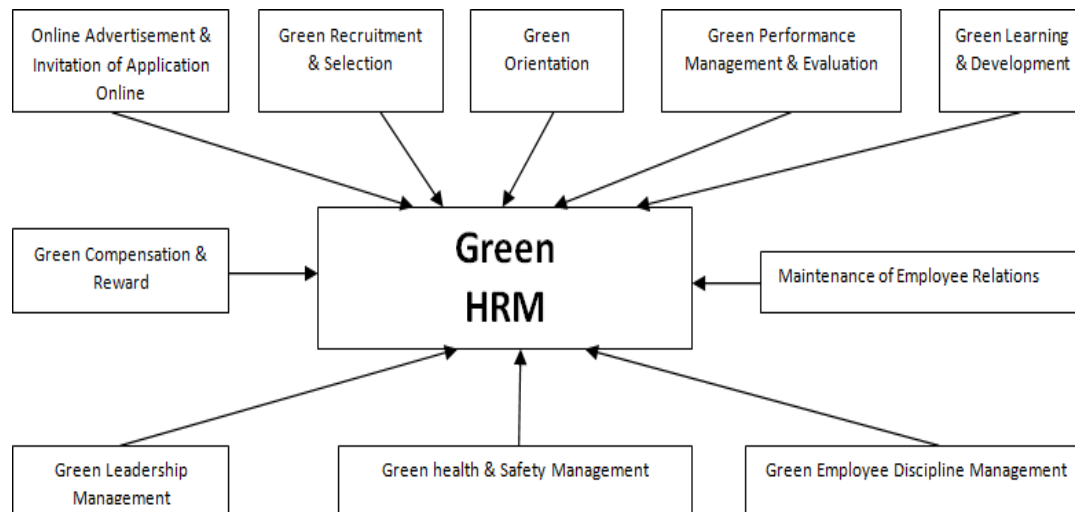 Online Advertisement &
Invitation of Application
Online
Green Recruitment
& Selection
Green
Orientation
Green Performance
Management & Evaluation
Green Learning
& Development
Green
HRM
Green Compensation &
Reward
Maintenance of Employee Relations
Green Leadership
Management
Green health & Safety Management
Green Employee Discipline Management